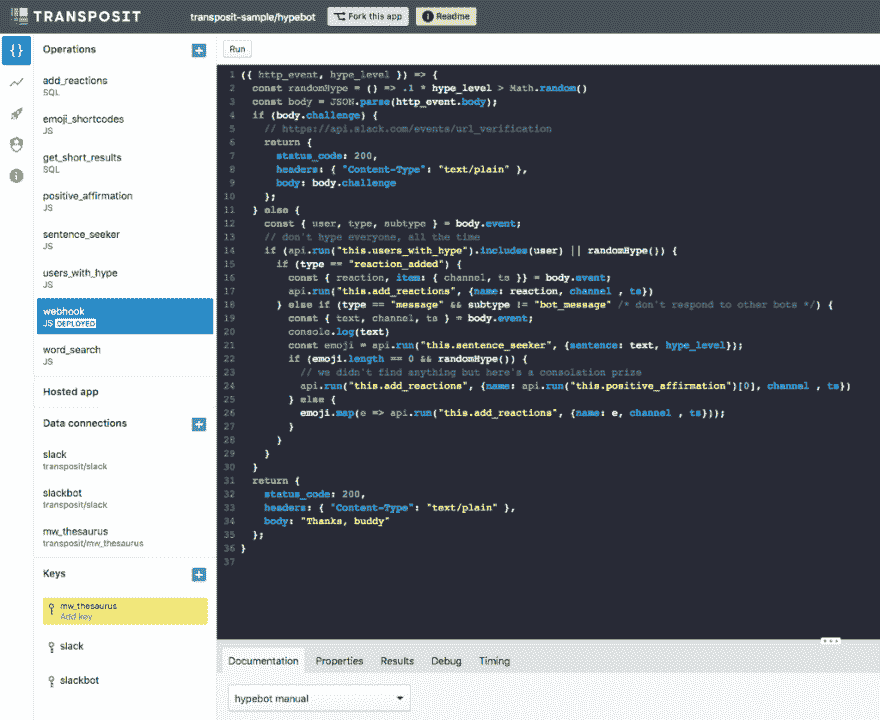 TRANSPOSIT
transposit-sample/hypebot
Fork this app
Readme
Operations
add_reactions
SQL
emoji_shortcodes
JS
get_short_results
SQL
positive_affirmation
JS
sentence_seeker
JS
users_with_hype
JS
webhook
JS DEPLOYED
word_search
JS
Hosted app
Data connections
slack
transposit/slack
slackbot
transposit/slack
mw_thesaurus
transposit/mw_thesaurus
Keys
mw_thesaurus
Add key
slack
slackbot
Run
1 ({ http_event, hype_level }) => {
2   const randomHype = () => .1 * hype_level > Math.random()
3   const body = JSON.parse(http_event.body);
4   if (body.challenge) {
5     // https://api.slack.com/events/url_verification
6     return {
7       status_code: 200,
8       headers: { "Content-Type": "text/plain" },
9       body: body.challenge
10     };
11   } else {
12     const { user, type, subtype } = body.event;
13     // don't hype everyone, all the time
14     if (api.run("this.users_with_hype").includes(user) || randomHype()) {
15       if (type == "reaction_added") {
16         const { reaction, item: { channel, ts }} = body.event;
17         api.run("this.add_reactions", {name: reaction, channel , ts})
18       } else if (type == "message" && subtype != "bot_message" /* don't respond to other bots */) {
19         const { text, channel, ts } = body.event;
20         console.log(text)
21         const emoji = api.run("this.sentence_seeker", {sentence: text, hype_level});
22         if (emoji.length == 0 && randomHype()) {
23           // we didn't find anything but here's a consolation prize
24           api.run("this.add_reactions", {name: api.run("this.positive_affirmation")[0], channel , ts})
25         } else {
26           emoji.map(e => api.run("this.add_reactions", {name: e, channel , ts}));
27         }
28       }
29     }
30   }
31   return {
32     status_code: 200,
33     headers: { "Content-Type": "text/plain" },
34     body: "Thanks, buddy"
35   };
36 }
37
Documentation
Properties
Results
Debug
Timing
hypebot manual